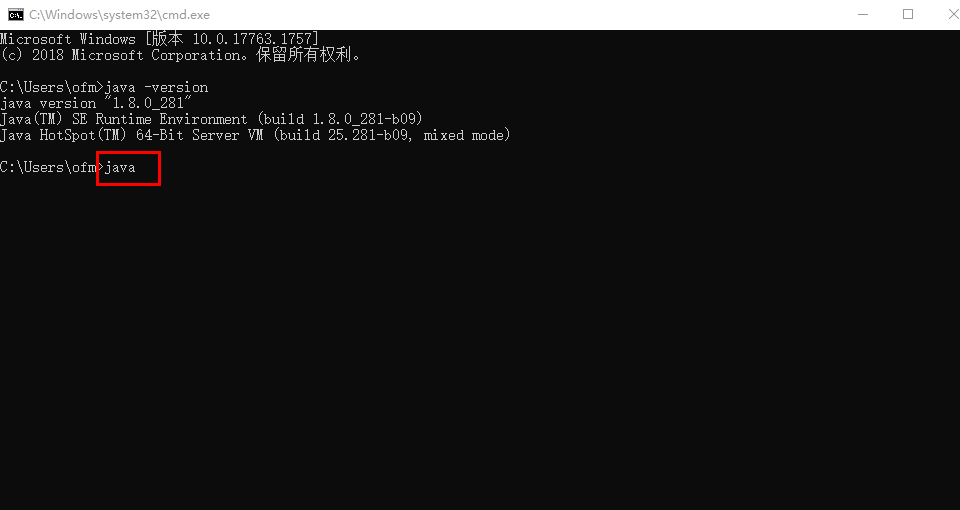 C:\Windows\system32\cmd.exe
Microsoft Windows [版本 10.0.17763.1757]
(c) 2018 Microsoft Corporation。保留所有权利。
C:\Users\ofm>java -version
java version "1.8.0_281"
Java(TM) SE Runtime Environment (build 1.8.0_281-b09)
Java HotSpot(TM) 64-Bit Server VM (build 25.281-b09, mixed mode)
C:\Users\ofm>java